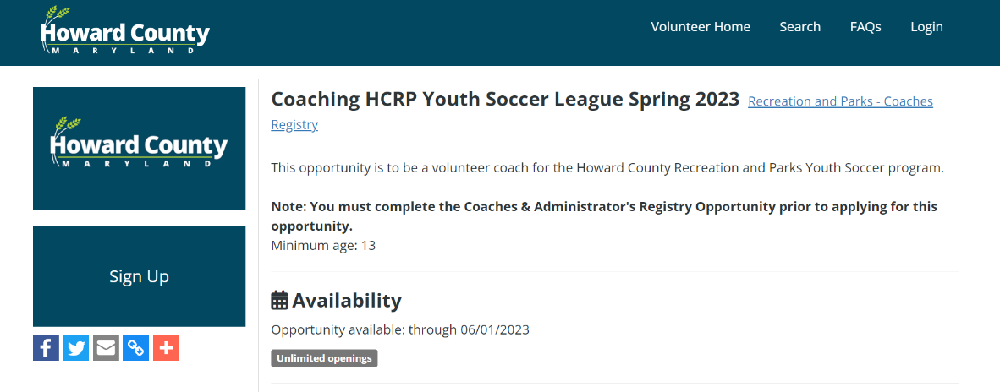 Howard County
MARYLAND
Volunteer Home
Search
FAQs
Login
Howard County
MARYLAND
Sign Up
Coaching HCRP Youth Soccer League Spring 2023 Recreation and Parks - Coaches
Registry
This opportunity is to be a volunteer coach for the Howard County Recreation and Parks Youth Soccer program.
Note: You must complete the Coaches & Administrator's Registry Opportunity prior to applying for this
opportunity.
Minimum age: 13
Availability
Opportunity available: through 06/01/2023
Unlimited openings